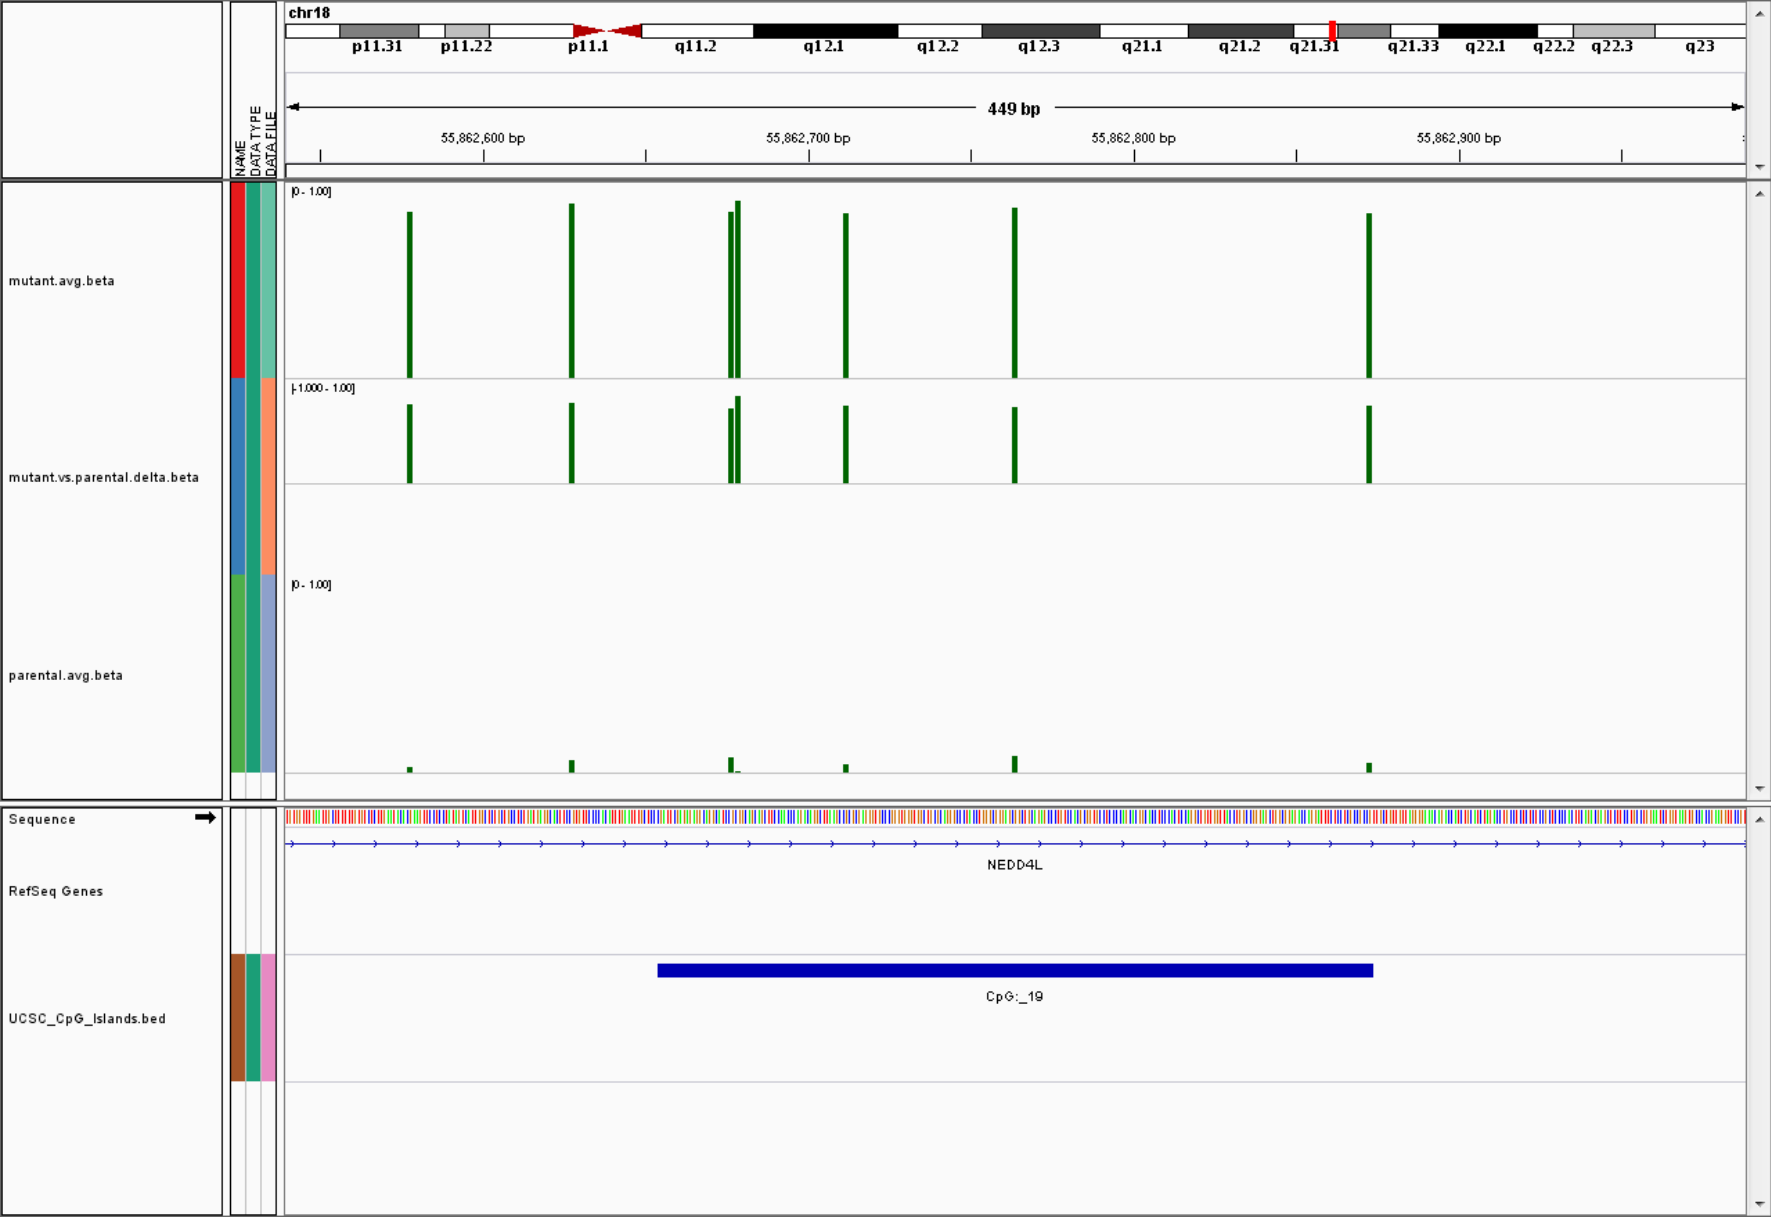 chr18
p11.31 p11.22 p11.1 q11.2 q12.1 q12.2 q12.3 q21.1 q21.2 q21.31 q21.33 q22.1 q22.2 q22.3 q23
449 bp
55,862,600 bp 55,862,700 bp 55,862,800 bp 55,862,900 bp
NAME
DATA TYPE
DATA FILE
[0 - 1.00]
mutant.avg.beta
[-1.000 - 1.00]
mutant.vs.parental.delta.beta
[0 - 1.00]
parental.avg.beta
Sequence
NEDD4L
RefSeq Genes
CpG:_19
UCSC_CpG_Islands.bed